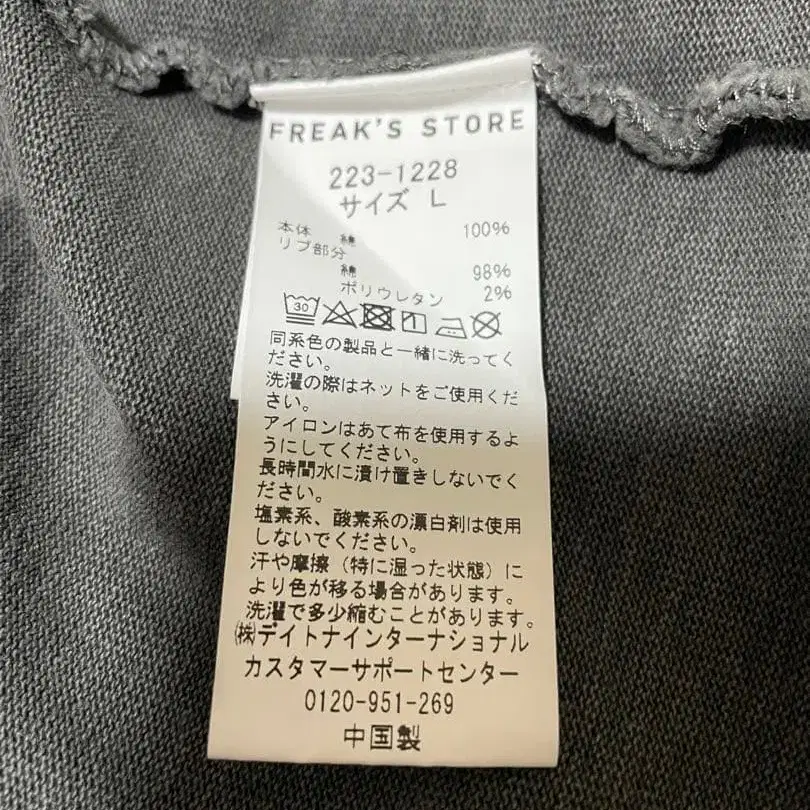 FREAK'S STORE
223-1228
サイズ L
本体 綿 100%
リブ部分
綿 98%
ポリウレタン 2%
30
同系色の製品と一緒に洗ってく
ださい。
洗濯の際はネットをご使用くだ
さい。
アイロンはあて布を使用するよ
うにしてください。
長時間水に漬け置きしないでく
ださい。
塩素系、酸素系の漂白剤は使用
しないでください。
汗や摩擦(特に湿った状態)に
より色が移る場合があります。
洗濯で多少縮むことがあります。
㈱デイトナインターナショナル
カスタマーサポートセンター
0120-951-269
中国製